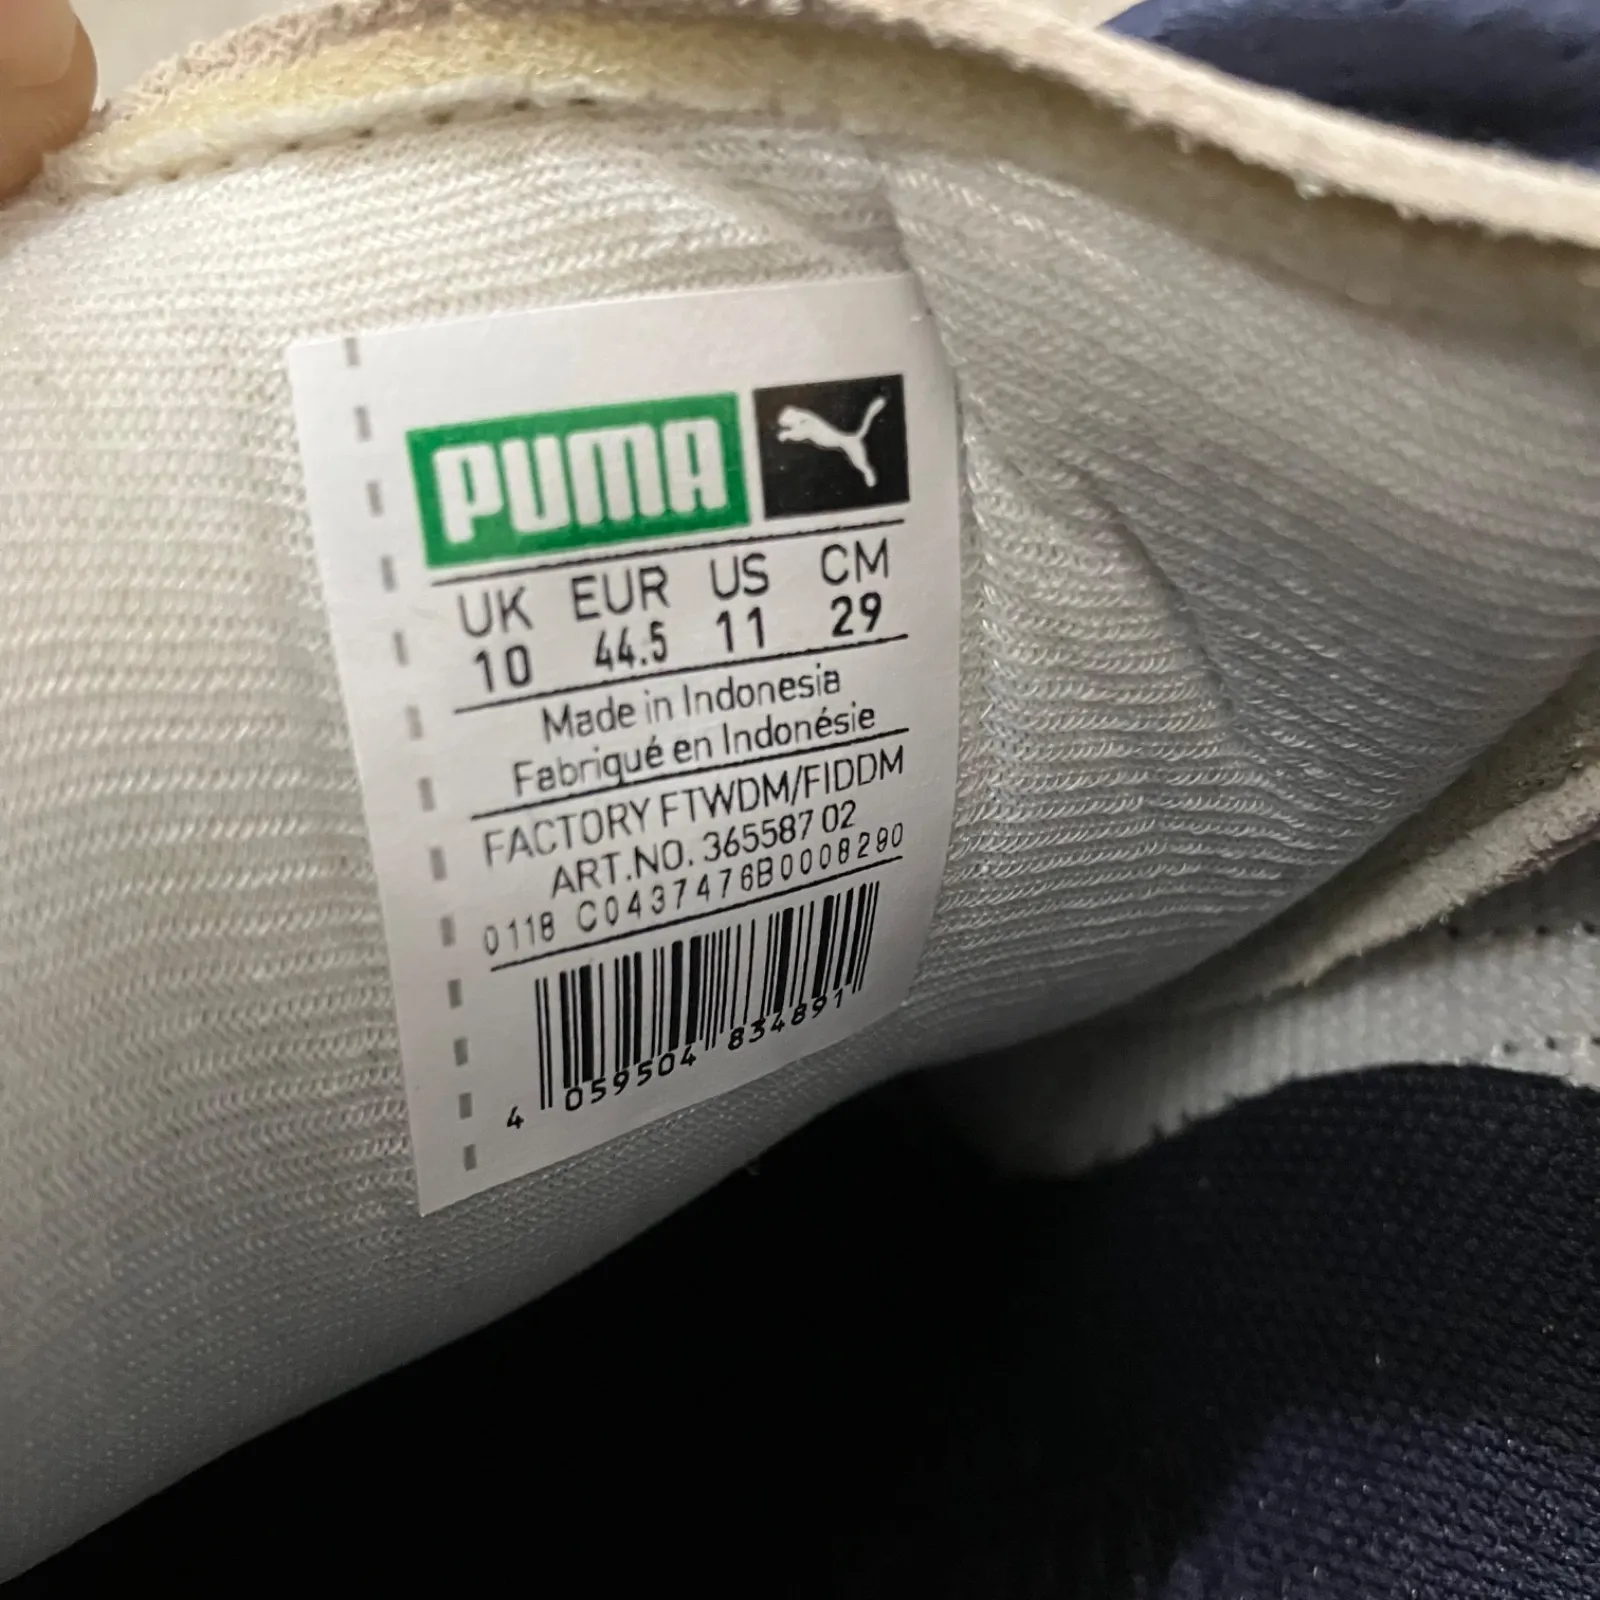 PUMA
UK EUR US CM
10 44.5 11 29
Made in Indonesia
Fabriqué en Indonésie
FACTORY FTWDM/FIDDM
ART.NO. 365587 02
0118 C0437476B0008290
4 059504 834891